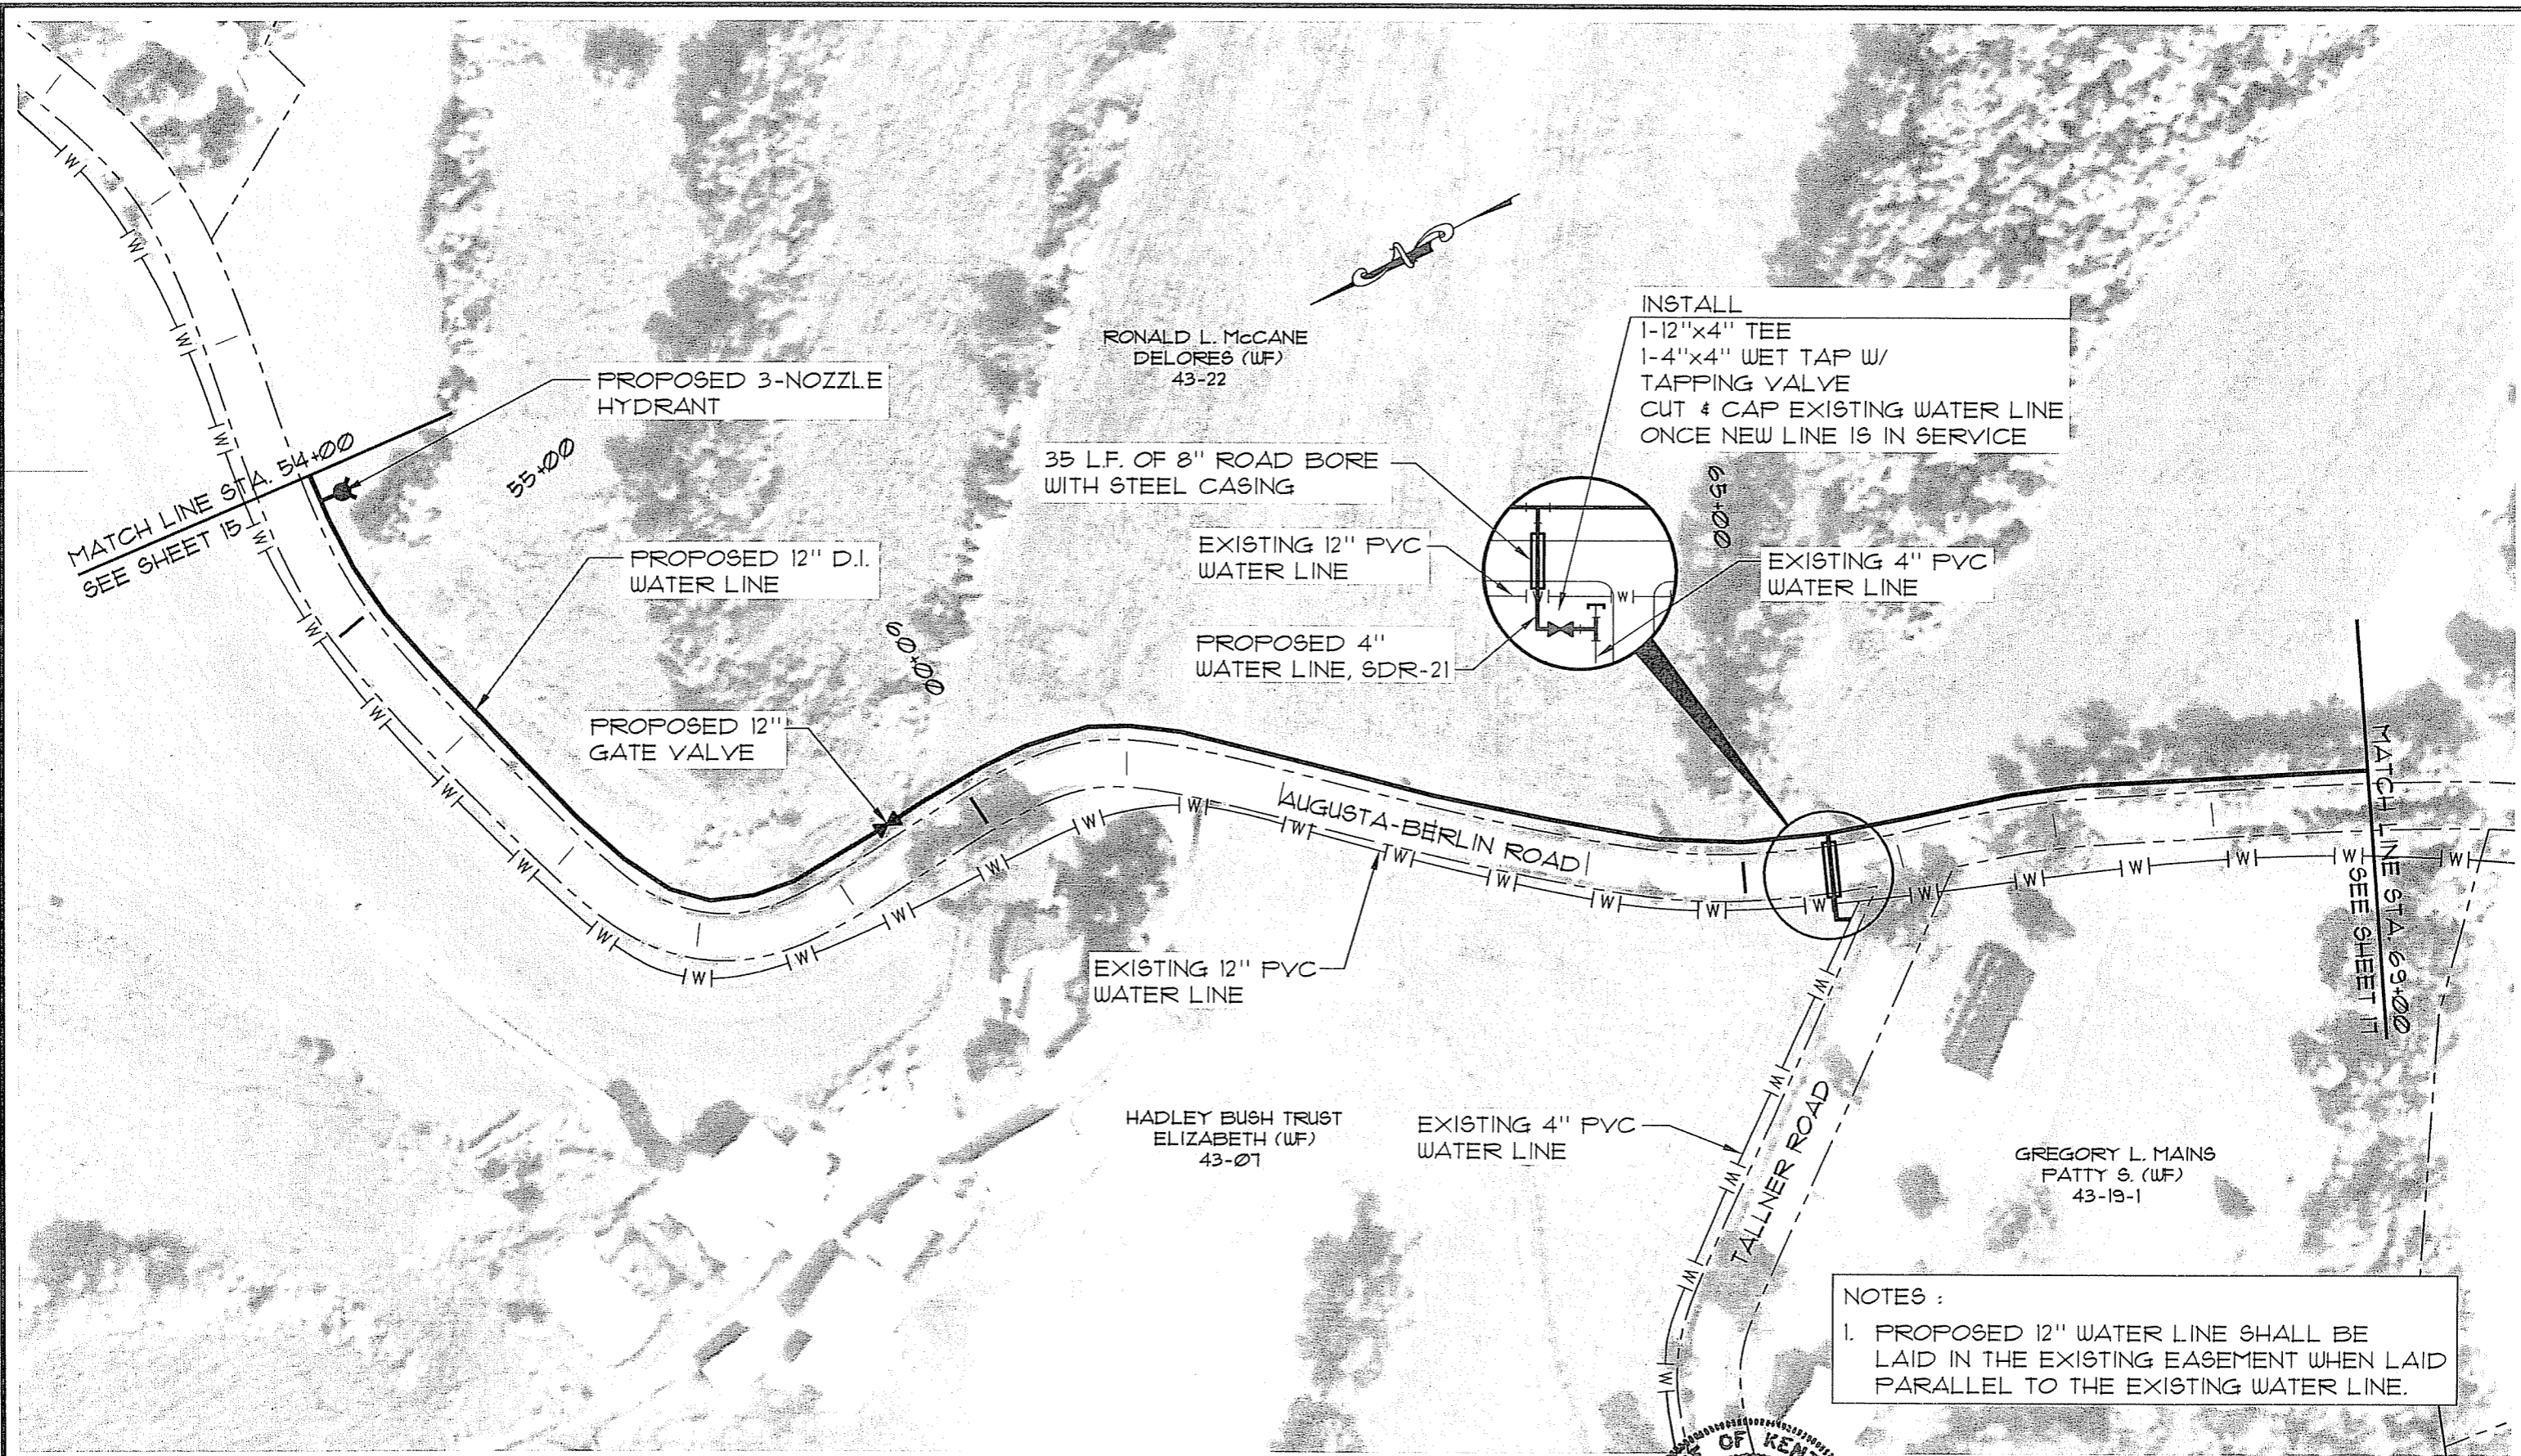 RONALD L. McCANE
DELORES (WF)
43-22
INSTALL
1-12"x4" TEE
1-4"x4" WET TAP W/
TAPPING VALVE
CUT & CAP EXISTING WATER LINE
ONCE NEW LINE IS IN SERVICE
PROPOSED 3-NOZZLE
HYDRANT
MATCH LINE STA. 54+00
SEE SHEET 15
55+00
35 L.F. OF 8" ROAD BORE
WITH STEEL CASING
65+00
EXISTING 12" PVC
WATER LINE
EXISTING 4" PVC
WATER LINE
PROPOSED 12" D.I.
WATER LINE
60+00
PROPOSED 4"
WATER LINE, SDR-21
PROPOSED 12"
GATE VALVE
AUGUSTA-BERLIN ROAD
MATCH LINE STA. 69+00
SEE SHEET 17
EXISTING 12" PVC
WATER LINE
HADLEY BUSH TRUST
ELIZABETH (WF)
43-07
EXISTING 4" PVC
WATER LINE
TALLNER ROAD
GREGORY L. MAINS
PATTY S. (WF)
43-19-1
NOTES :
1. PROPOSED 12" WATER LINE SHALL BE
LAID IN THE EXISTING EASEMENT WHEN LAID
PARALLEL TO THE EXISTING WATER LINE.
W W W W W W W W W W W W W W W W W W W W W W W W W W W W W W W W W W W W
OF